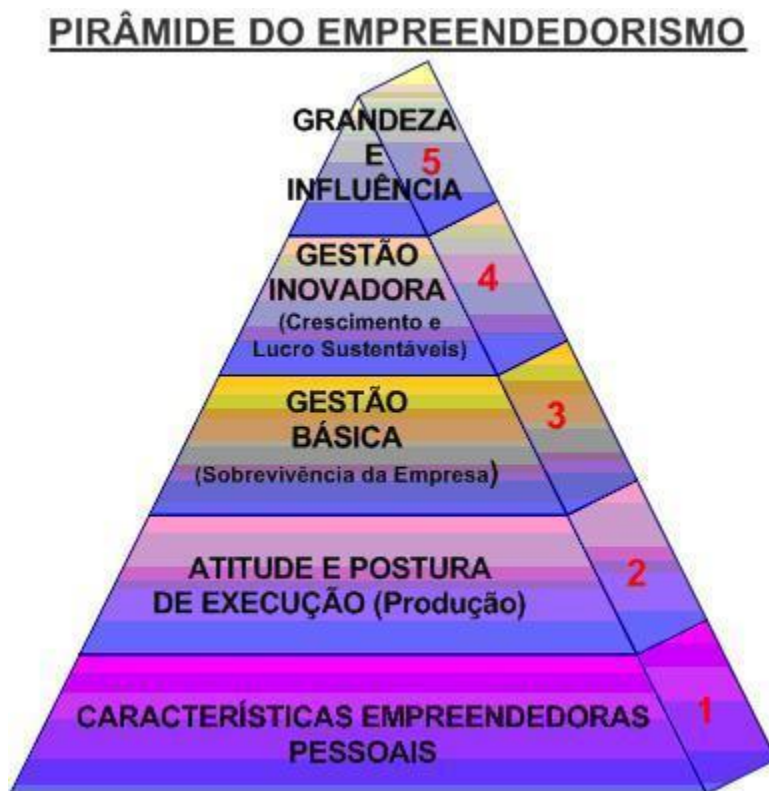 PIRÂMIDE DO EMPREENDEDORISMO
GRANDEZA
E
INFLUÊNCIA
5
GESTÃO
INOVADORA
(Crescimento e
Lucro Sustentáveis)
4
GESTÃO
BÁSICA
(Sobrevivência da Empresa)
3
ATITUDE E POSTURA
DE EXECUÇÃO (Produção)
2
CARACTERÍSTICAS EMPREENDEDORAS
PESSOAIS
1